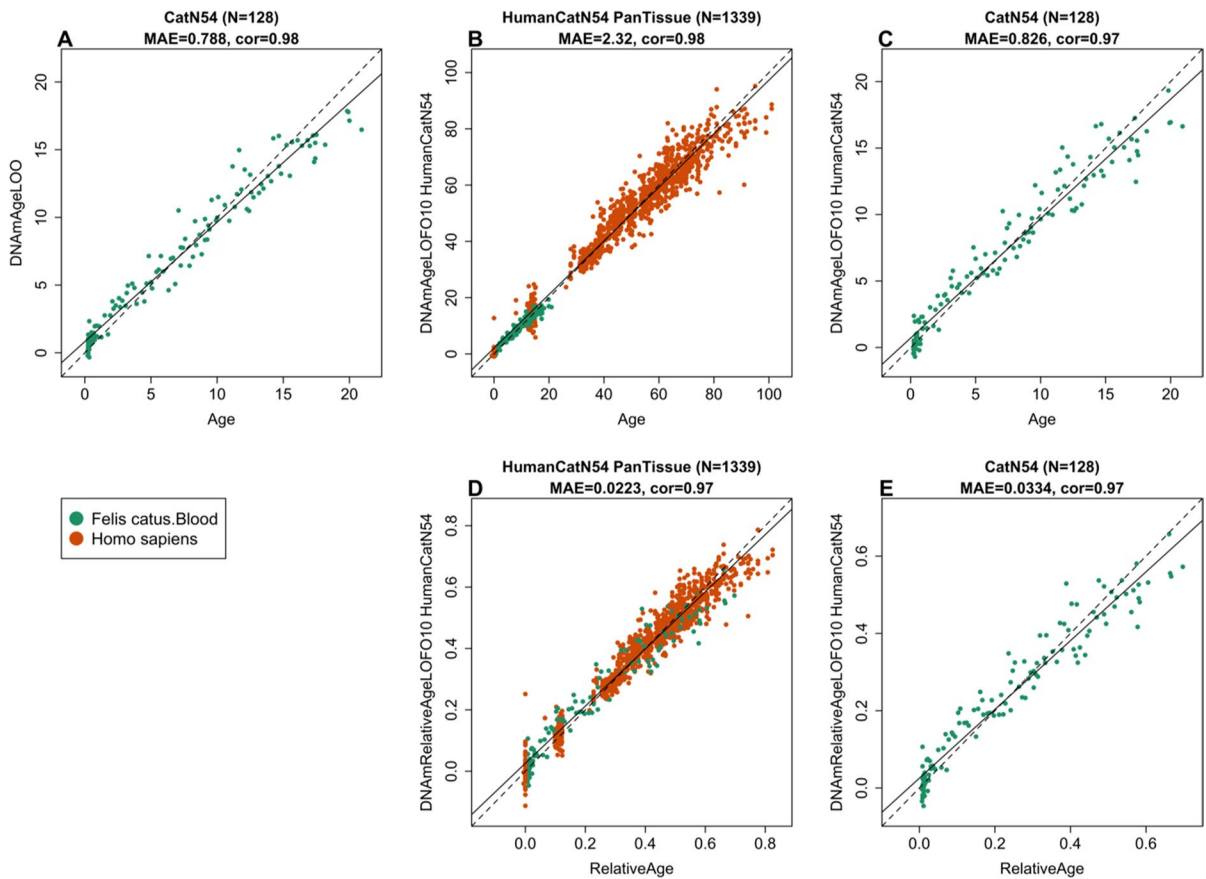 A
CatN54 (N=128)
MAE=0.788, cor=0.98
DNAmAgeLOO
20
15
10
5
0
0 5 10 15 20
Age
B
HumanCatN54 PanTissue (N=1339)
MAE=2.32, cor=0.98
DNAmAgeLOFO10 HumanCatN54
100
80
60
40
20
0
0 20 40 60 80 100
Age
C
CatN54 (N=128)
MAE=0.826, cor=0.97
DNAmAgeLOFO10 HumanCatN54
20
15
10
5
0
0 5 10 15 20
Age
Felis catus.Blood
Homo sapiens
D
HumanCatN54 PanTissue (N=1339)
MAE=0.0223, cor=0.97
DNAmRelativeAgeLOFO10 HumanCatN54
0.8
0.6
0.4
0.2
0.0
0.0 0.2 0.4 0.6 0.8
RelativeAge
E
CatN54 (N=128)
MAE=0.0334, cor=0.97
DNAmRelativeAgeLOFO10 HumanCatN54
0.6
0.4
0.2
0.0
0.0 0.2 0.4 0.6
RelativeAge